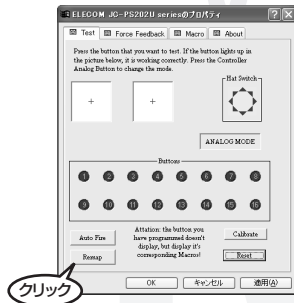 ELECOM JC-PS202U seriesのプロパティ
Test Force Feedback Macro About
Press the button that you want to test. If the button lights up in
the picture below, it is working correctly. Press the Controller
Analog Button to change the mode.
Hat Switch
ANALOG MODE
Buttons
1 2 3 4 5 6 7 8
9 10 11 12 13 14 15 16
Auto Fire
Remap
Attation: the button you
have programmed doesn't
display, but display it's
corresponding Macros!
Calibrate
Reset
クリック
OK キャンセル 適用(A)